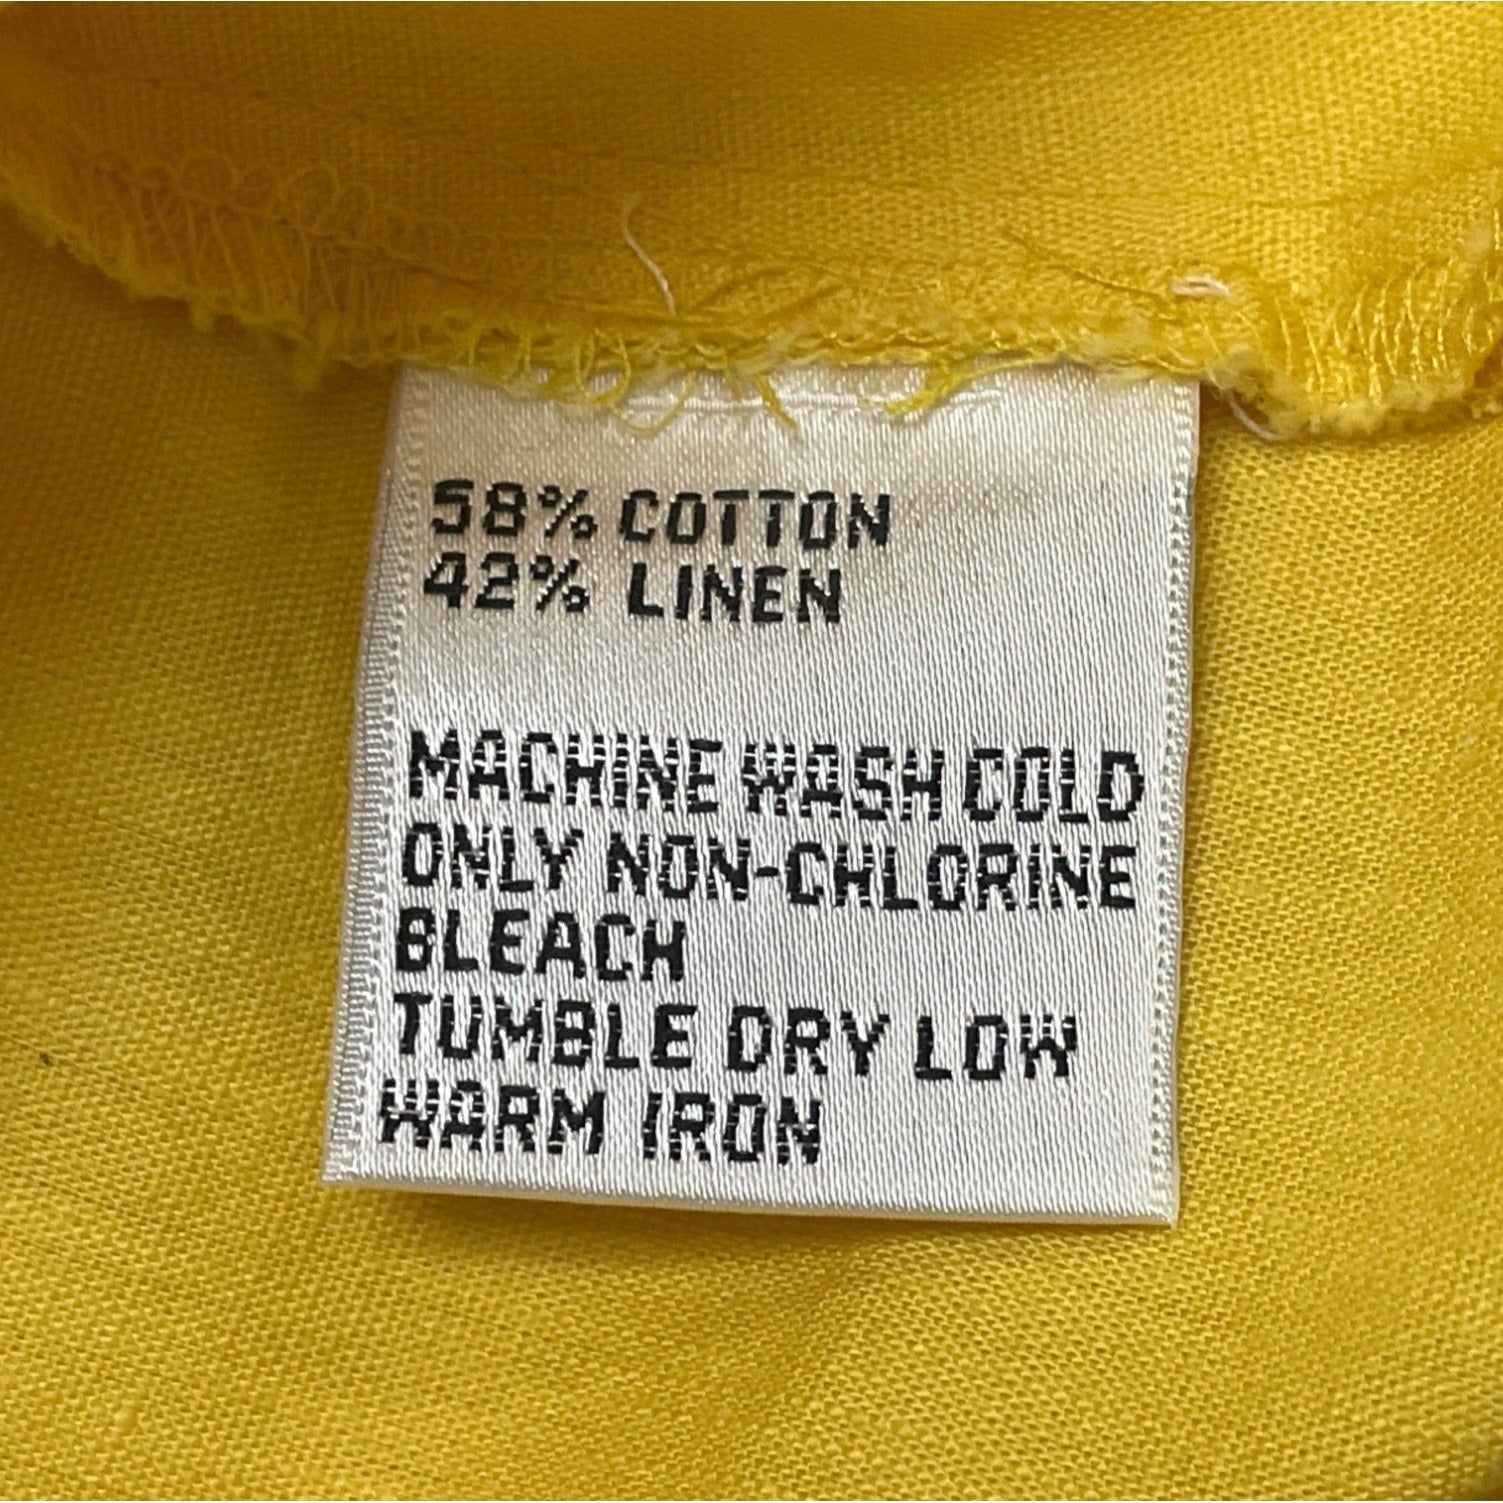 58% COTTON
42% LINEN
MACHINE WASH COLD
ONLY NON-CHLORINE
BLEACH
TUMBLE DRY LOW
WARM IRON